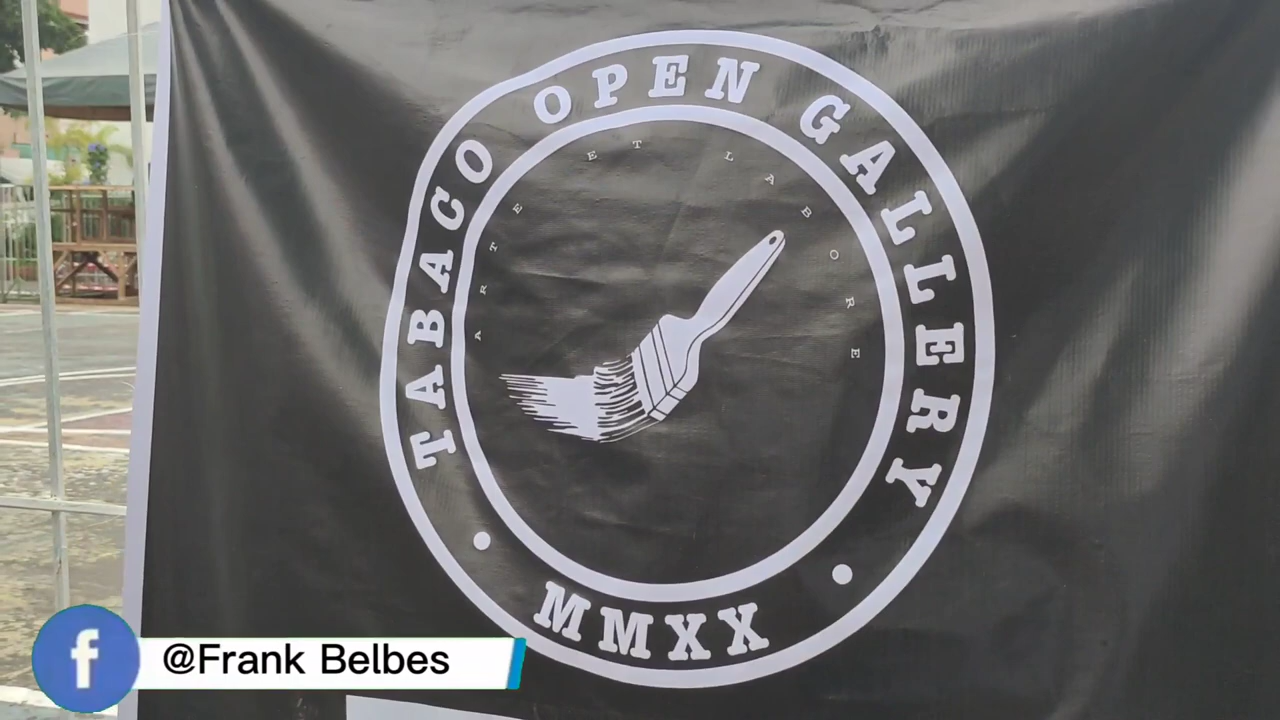 TABACO OPEN GALLERY
ARTE ET LABORE
MMXX
f
@Frank Belbes